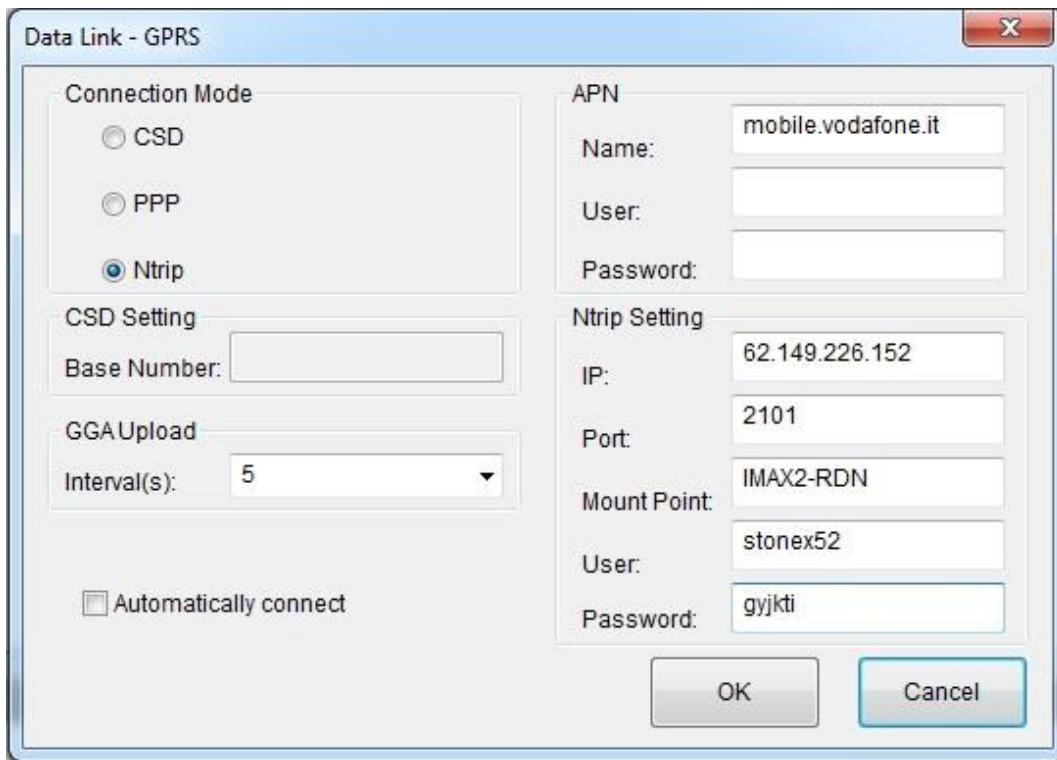 Data Link - GPRS
Connection Mode
CSD
PPP
Ntrip
CSD Setting
Base Number:
GGA Upload
Interval(s): 5
Automatically connect
APN
Name: mobile.vodafone.it
User:
Password:
Ntrip Setting
IP: 62.149.226.152
Port: 2101
Mount Point: IMAX2-RDN
User: stonex52
Password: gyjkti
OK Cancel